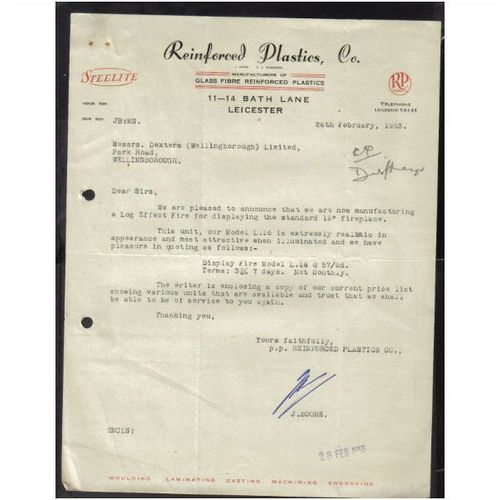 Reinforced Plastics, Co.
STEELITE
MANUFACTURERS OF
GLASS FIBRE REINFORCED PLASTICS
RP
11—14 BATH LANE
LEICESTER
TELEPHONE
LEICESTER
YOUR REF.
OUR REF. JB:MS.
26th February, 1953.
Messrs. Dexters (Wellingborough) Limited,
Park Road,
WELLINGBOROUGH.
Dear Sirs,
We are pleased to announce that we are now manufacturing
a Log Effect Fire for displaying the standard 16" fireplace.
This unit, our Model L.16 is extremely realistic in
appearance and most attractive when illuminated and we have
pleasure in quoting as follows:-
Display Fire Model L.16 @ 57/6d.
Terms: 3¾ 7 days. Net Monthly.
The Writer is enclosing a copy of our current price list
showing various units that are available and trust that we shall
be able to be of service to you again.
Thanking you,
Yours faithfully,
p.p. REINFORCED PLASTICS CO.,
J.BOONE.
ENCLS:
28 FEB 1953
MOULDING LAMINATING CASTING MACHINING ENGRAVING